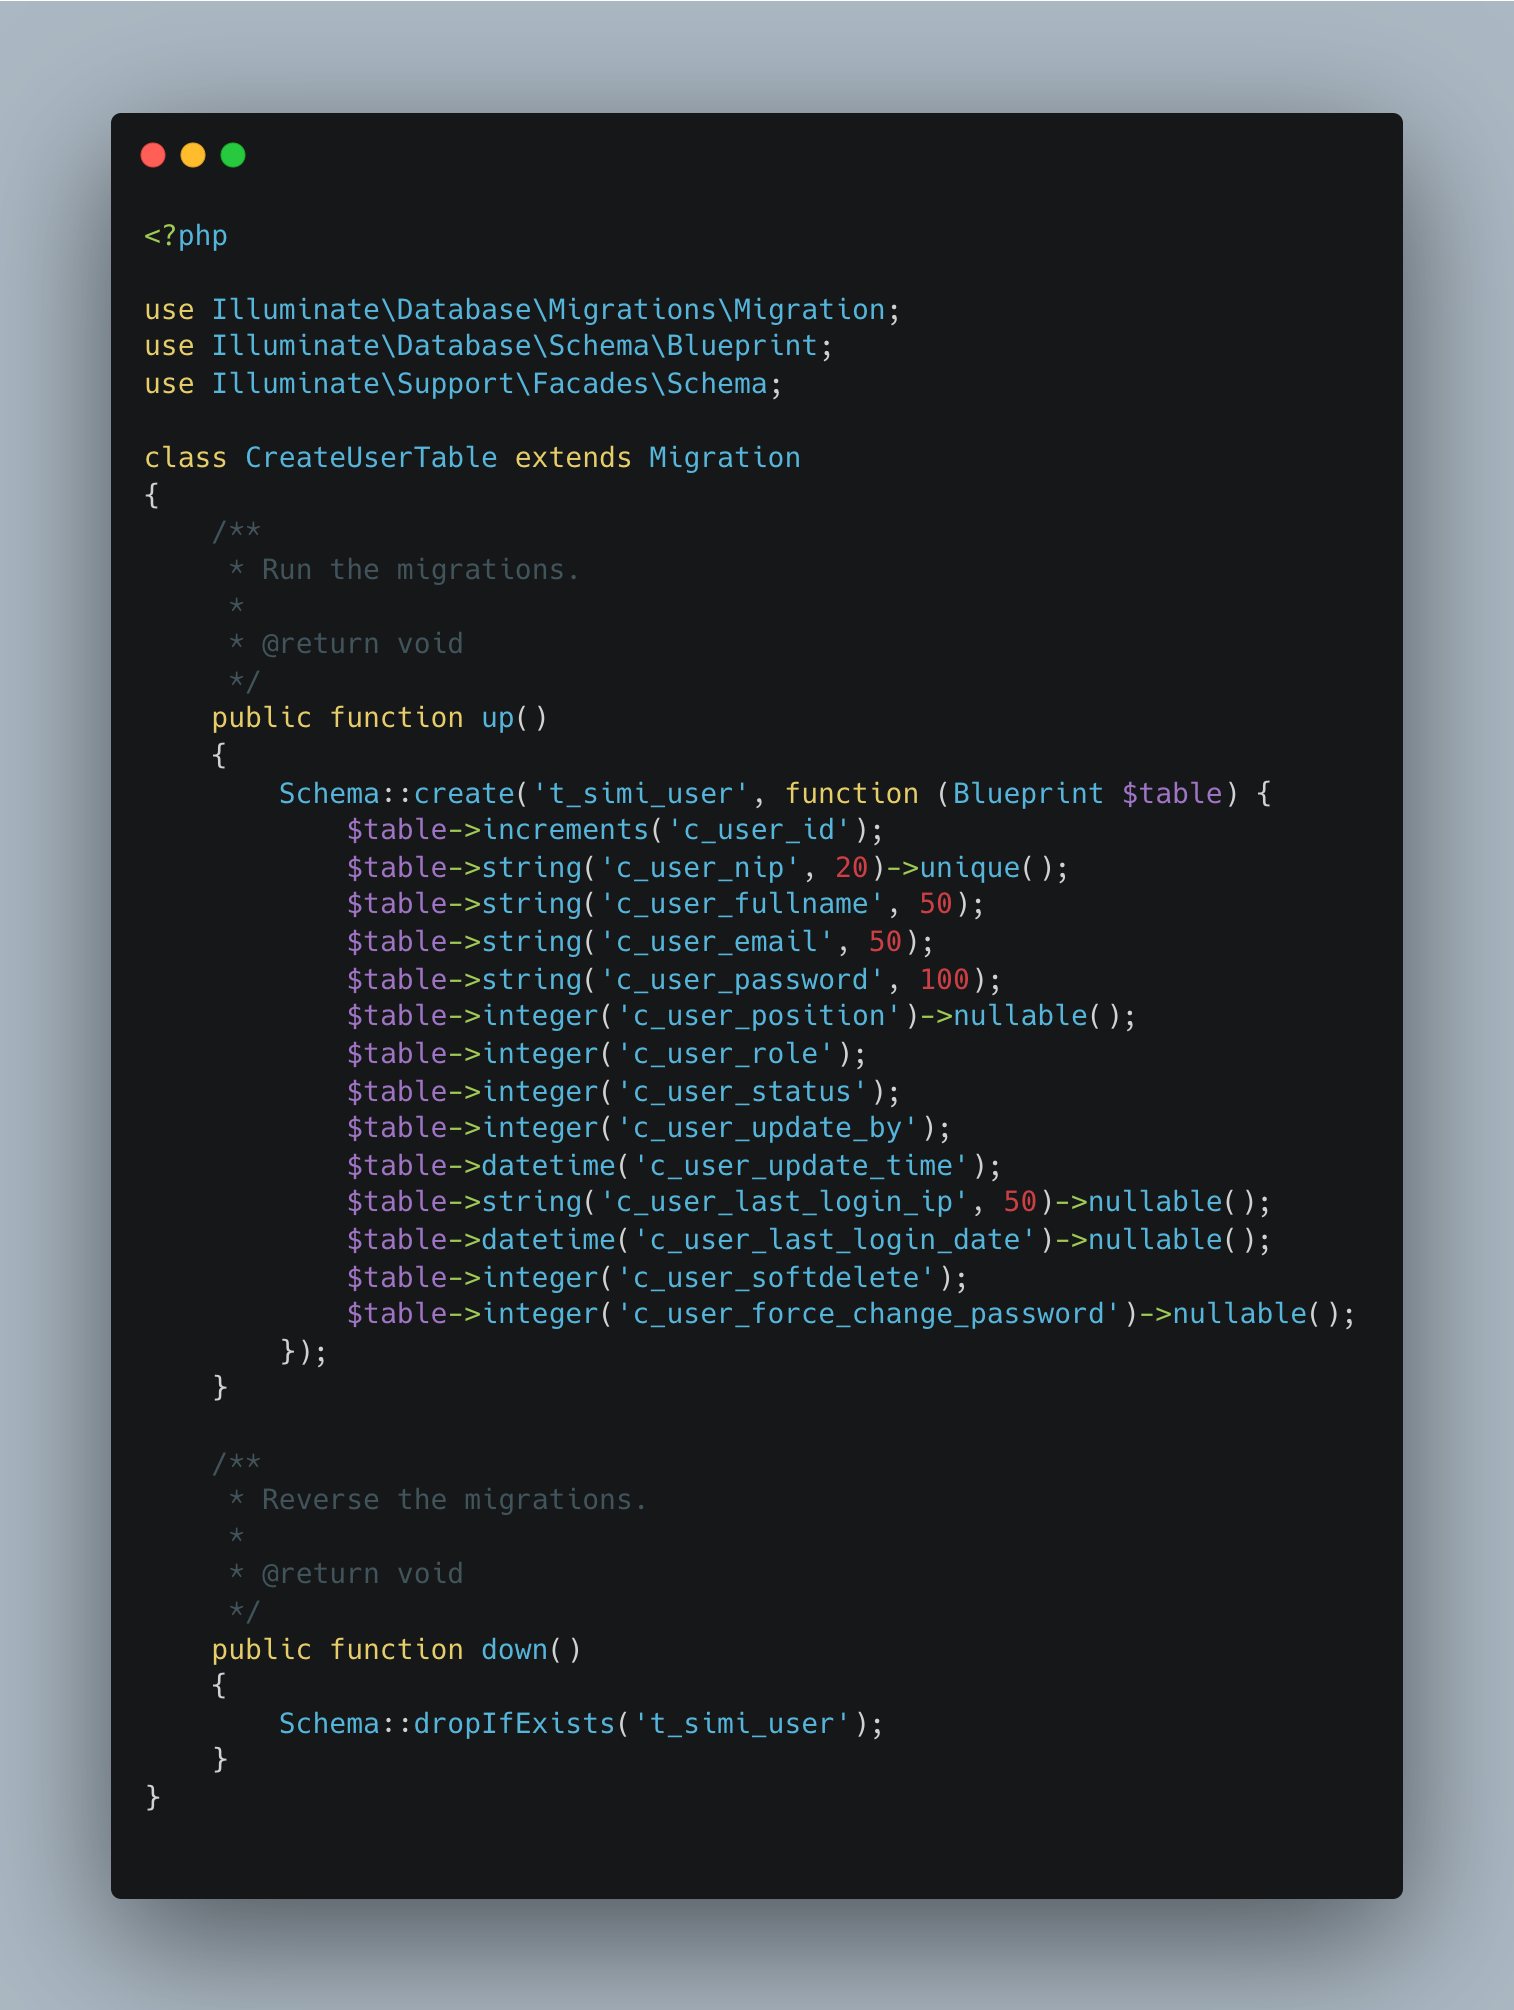 <?php

use Illuminate\Database\Migrations\Migration;
use Illuminate\Database\Schema\Blueprint;
use Illuminate\Support\Facades\Schema;

class CreateUserTable extends Migration
{
    /**
     * Run the migrations.
     *
     * @return void
     */
    public function up()
    {
        Schema::create('t_simi_user', function (Blueprint $table) {
            $table->increments('c_user_id');
            $table->string('c_user_nip', 20)->unique();
            $table->string('c_user_fullname', 50);
            $table->string('c_user_email', 50);
            $table->string('c_user_password', 100);
            $table->integer('c_user_position')->nullable();
            $table->integer('c_user_role');
            $table->integer('c_user_status');
            $table->integer('c_user_update_by');
            $table->datetime('c_user_update_time');
            $table->string('c_user_last_login_ip', 50)->nullable();
            $table->datetime('c_user_last_login_date')->nullable();
            $table->integer('c_user_softdelete');
            $table->integer('c_user_force_change_password')->nullable();
        });
    }

    /**
     * Reverse the migrations.
     *
     * @return void
     */
    public function down()
    {
        Schema::dropIfExists('t_simi_user');
    }
}